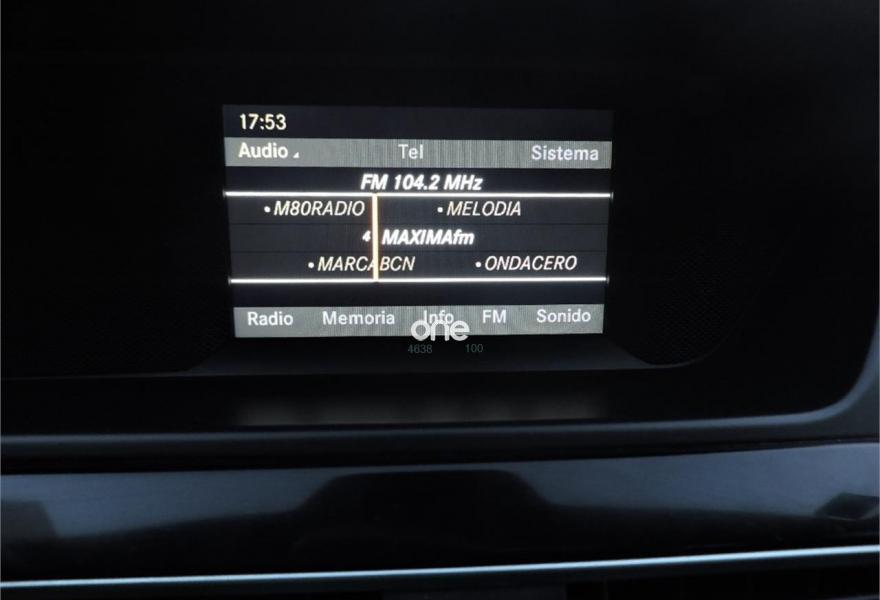 17:53
Audio Tel Sistema
FM 104.2 MHz
•M80RADIO •MELODIA
4 MAXIMAfm
•MARCABCN •ONDACERO
Radio Memoria Info FM Sonido
one
4638 100